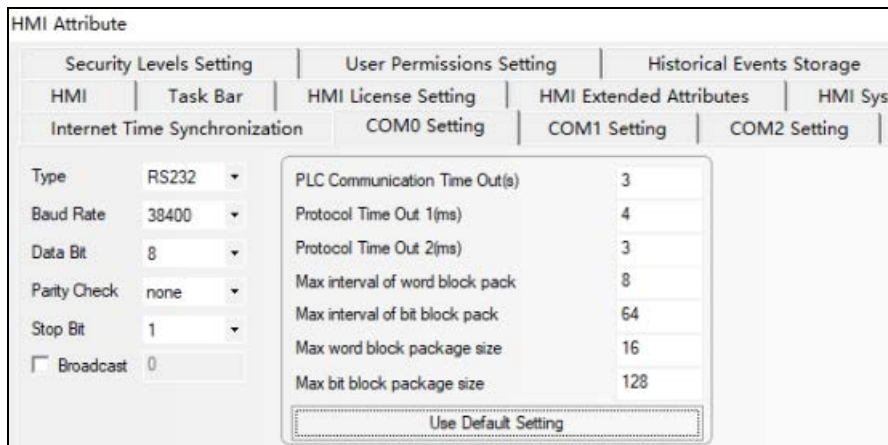 HMI Attribute
Security Levels Setting User Permissions Setting Historical Events Storage
HMI Task Bar HMI License Setting HMI Extended Attributes HMI Sys
Internet Time Synchronization COM0 Setting COM1 Setting COM2 Setting
Type RS232 PLC Communication Time Out(s) 3
Baud Rate 38400 Protocol Time Out 1(ms) 4
Data Bit 8 Protocol Time Out 2(ms) 3
Parity Check none Max interval of word block pack 8
Stop Bit 1 Max interval of bit block pack 64
Broadcast 0 Max word block package size 16
Max bit block package size 128
Use Default Setting